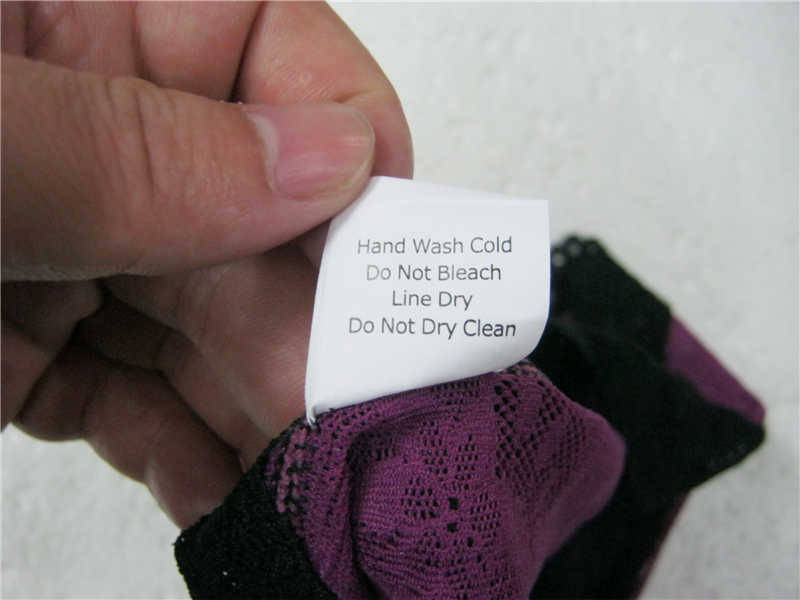 Hand Wash Cold
Do Not Bleach
Line Dry
Do Not Dry Clean